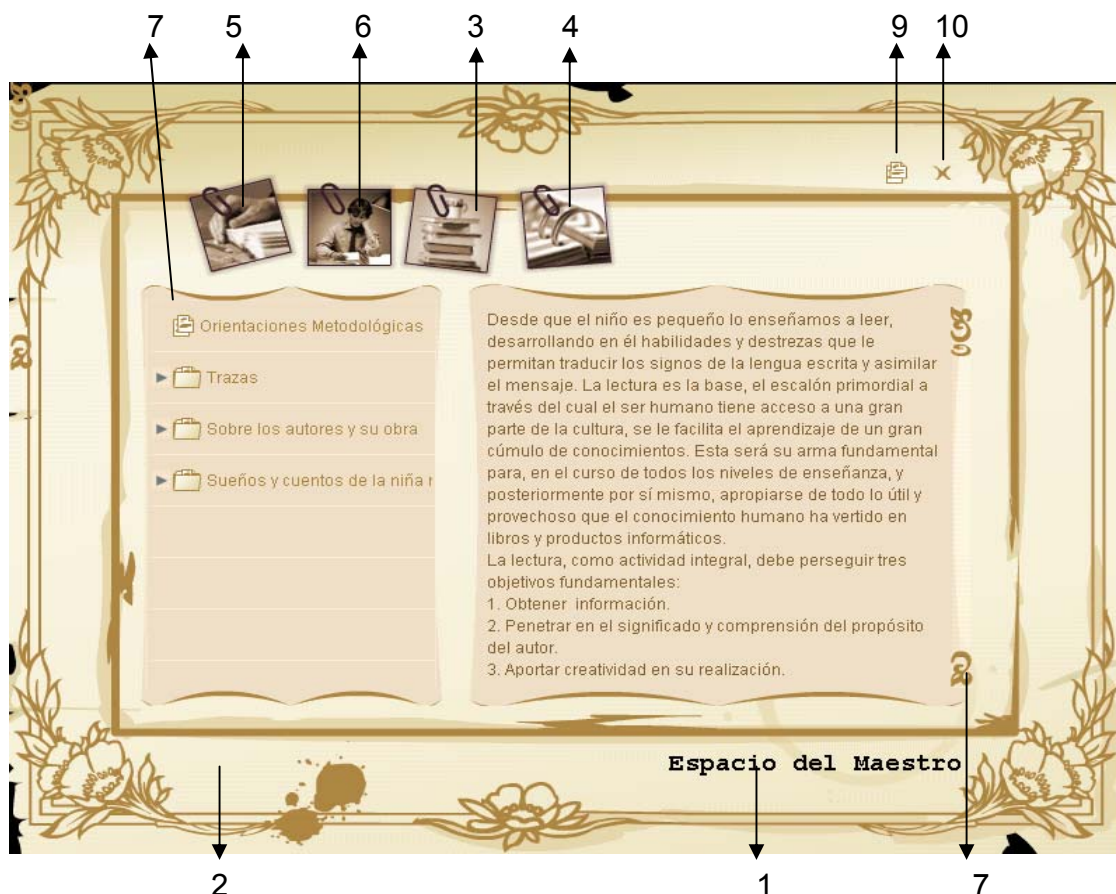 7 5 6 3 4 9 10
Orientaciones Metodológicas
Trazas
Sobre los autores y su obra
Sueños y cuentos de la niña
Desde que el niño es pequeño lo enseñamos a leer,
desarrollando en él habilidades y destrezas que le
permitan traducir los signos de la lengua escrita y asimilar
el mensaje. La lectura es la base, el escalón primordial a
través del cual el ser humano tiene acceso a una gran
parte de la cultura, se le facilita el aprendizaje de un gran
cúmulo de conocimientos. Esta será su arma fundamental
para, en el curso de todos los niveles de enseñanza, y
posteriormente por sí mismo, apropiarse de todo lo útil y
provechoso que el conocimiento humano ha vertido en
libros y productos informáticos.
La lectura, como actividad integral, debe perseguir tres
objetivos fundamentales:
1. Obtener información.
2. Penetrar en el significado y comprensión del propósito
del autor.
3. Aportar creatividad en su realización.
Espacio del Maestro
2 1 7